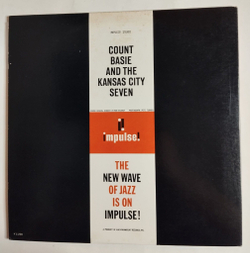 COUNT
BASIE
AND THE
KANSAS CITY
SEVEN
impulse!
THE
NEW WAVE
OF JAZZ
IS ON
IMPULSE!